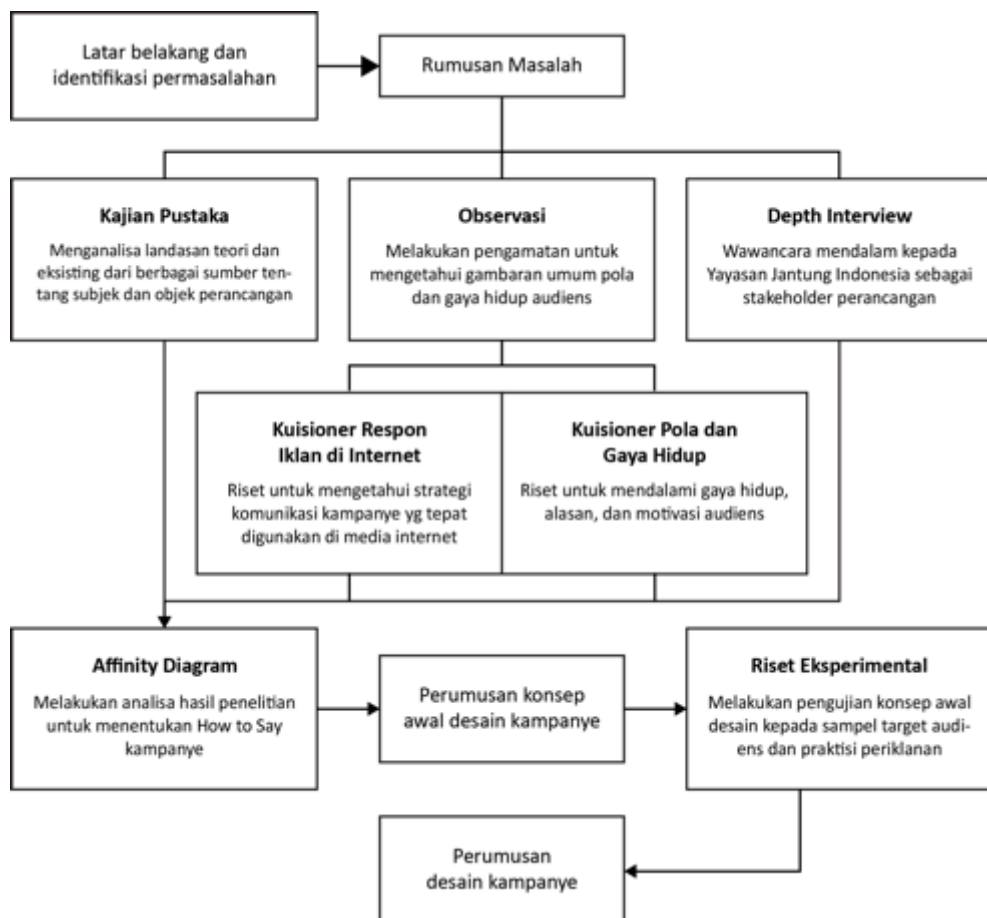 Latar belakang dan
identifikasi permasalahan
Rumusan Masalah
Kajian Pustaka
Menganalisa landasan teori dan
eksisting dari berbagai sumber ten-
tang subjek dan objek perancangan
Observasi
Melakukan pengamatan untuk
mengetahui gambaran umum pola
dan gaya hidup audiens
Depth Interview
Wawancara mendalam kepada
Yayasan Jantung Indonesia sebagai
stakeholder perancangan
Kuisioner Respon
Iklan di Internet
Riset untuk mengetahui strategi
komunikasi kampanye yg tepat
digunakan di media internet
Kuisioner Pola dan
Gaya Hidup
Riset untuk mendalami gaya hidup,
alasan, dan motivasi audiens
Affinity Diagram
Melakukan analisa hasil penelitian
untuk menentukan How to Say
kampanye
Perumusan konsep
awal desain kampanye
Riset Eksperimental
Melakukan pengujian konsep awal
desain kepada sampel target audi-
ens dan praktisi periklanan
Perumusan
desain kampanye